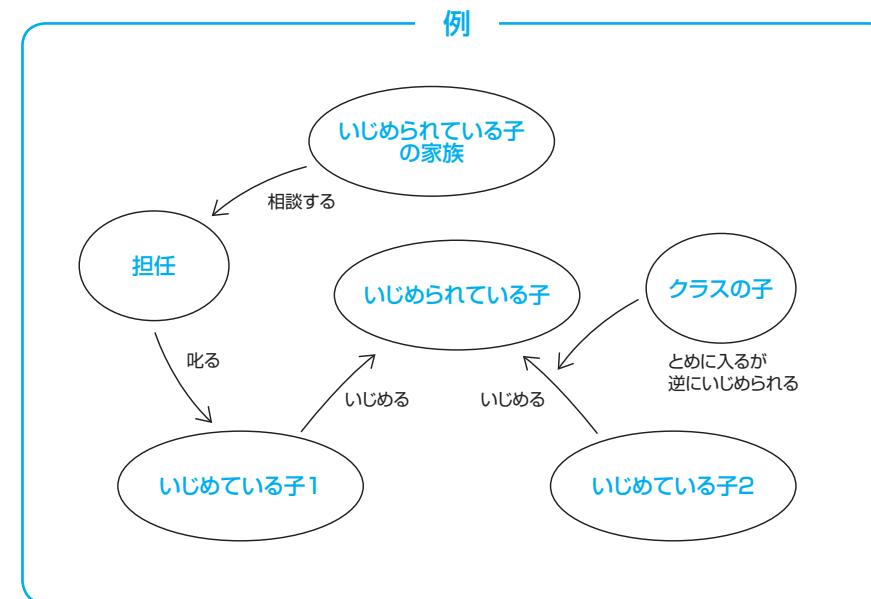 例
いじめられている子
の家族
相談する
担任
いじめられている子
クラスの子
叱る
とめに入るが
逆にいじめられる
いじめる
いじめる
いじめている子1
いじめている子2